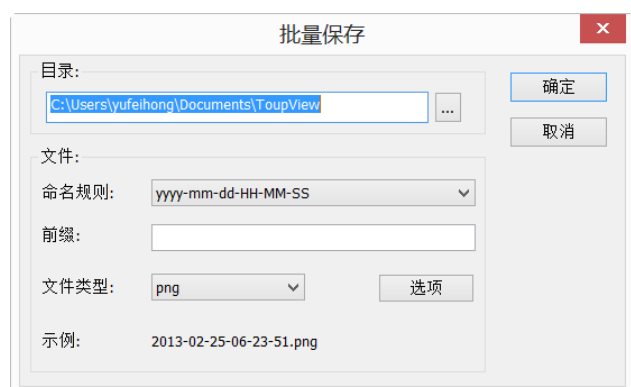 批量保存
目录:
C:\Users\yufeihong\Documents\ToupView
...
确定
取消
文件:
命名规则:
yyyy-mm-dd-HH-MM-SS
前缀:
文件类型:
png
选项
示例:
2013-02-25-06-23-51.png